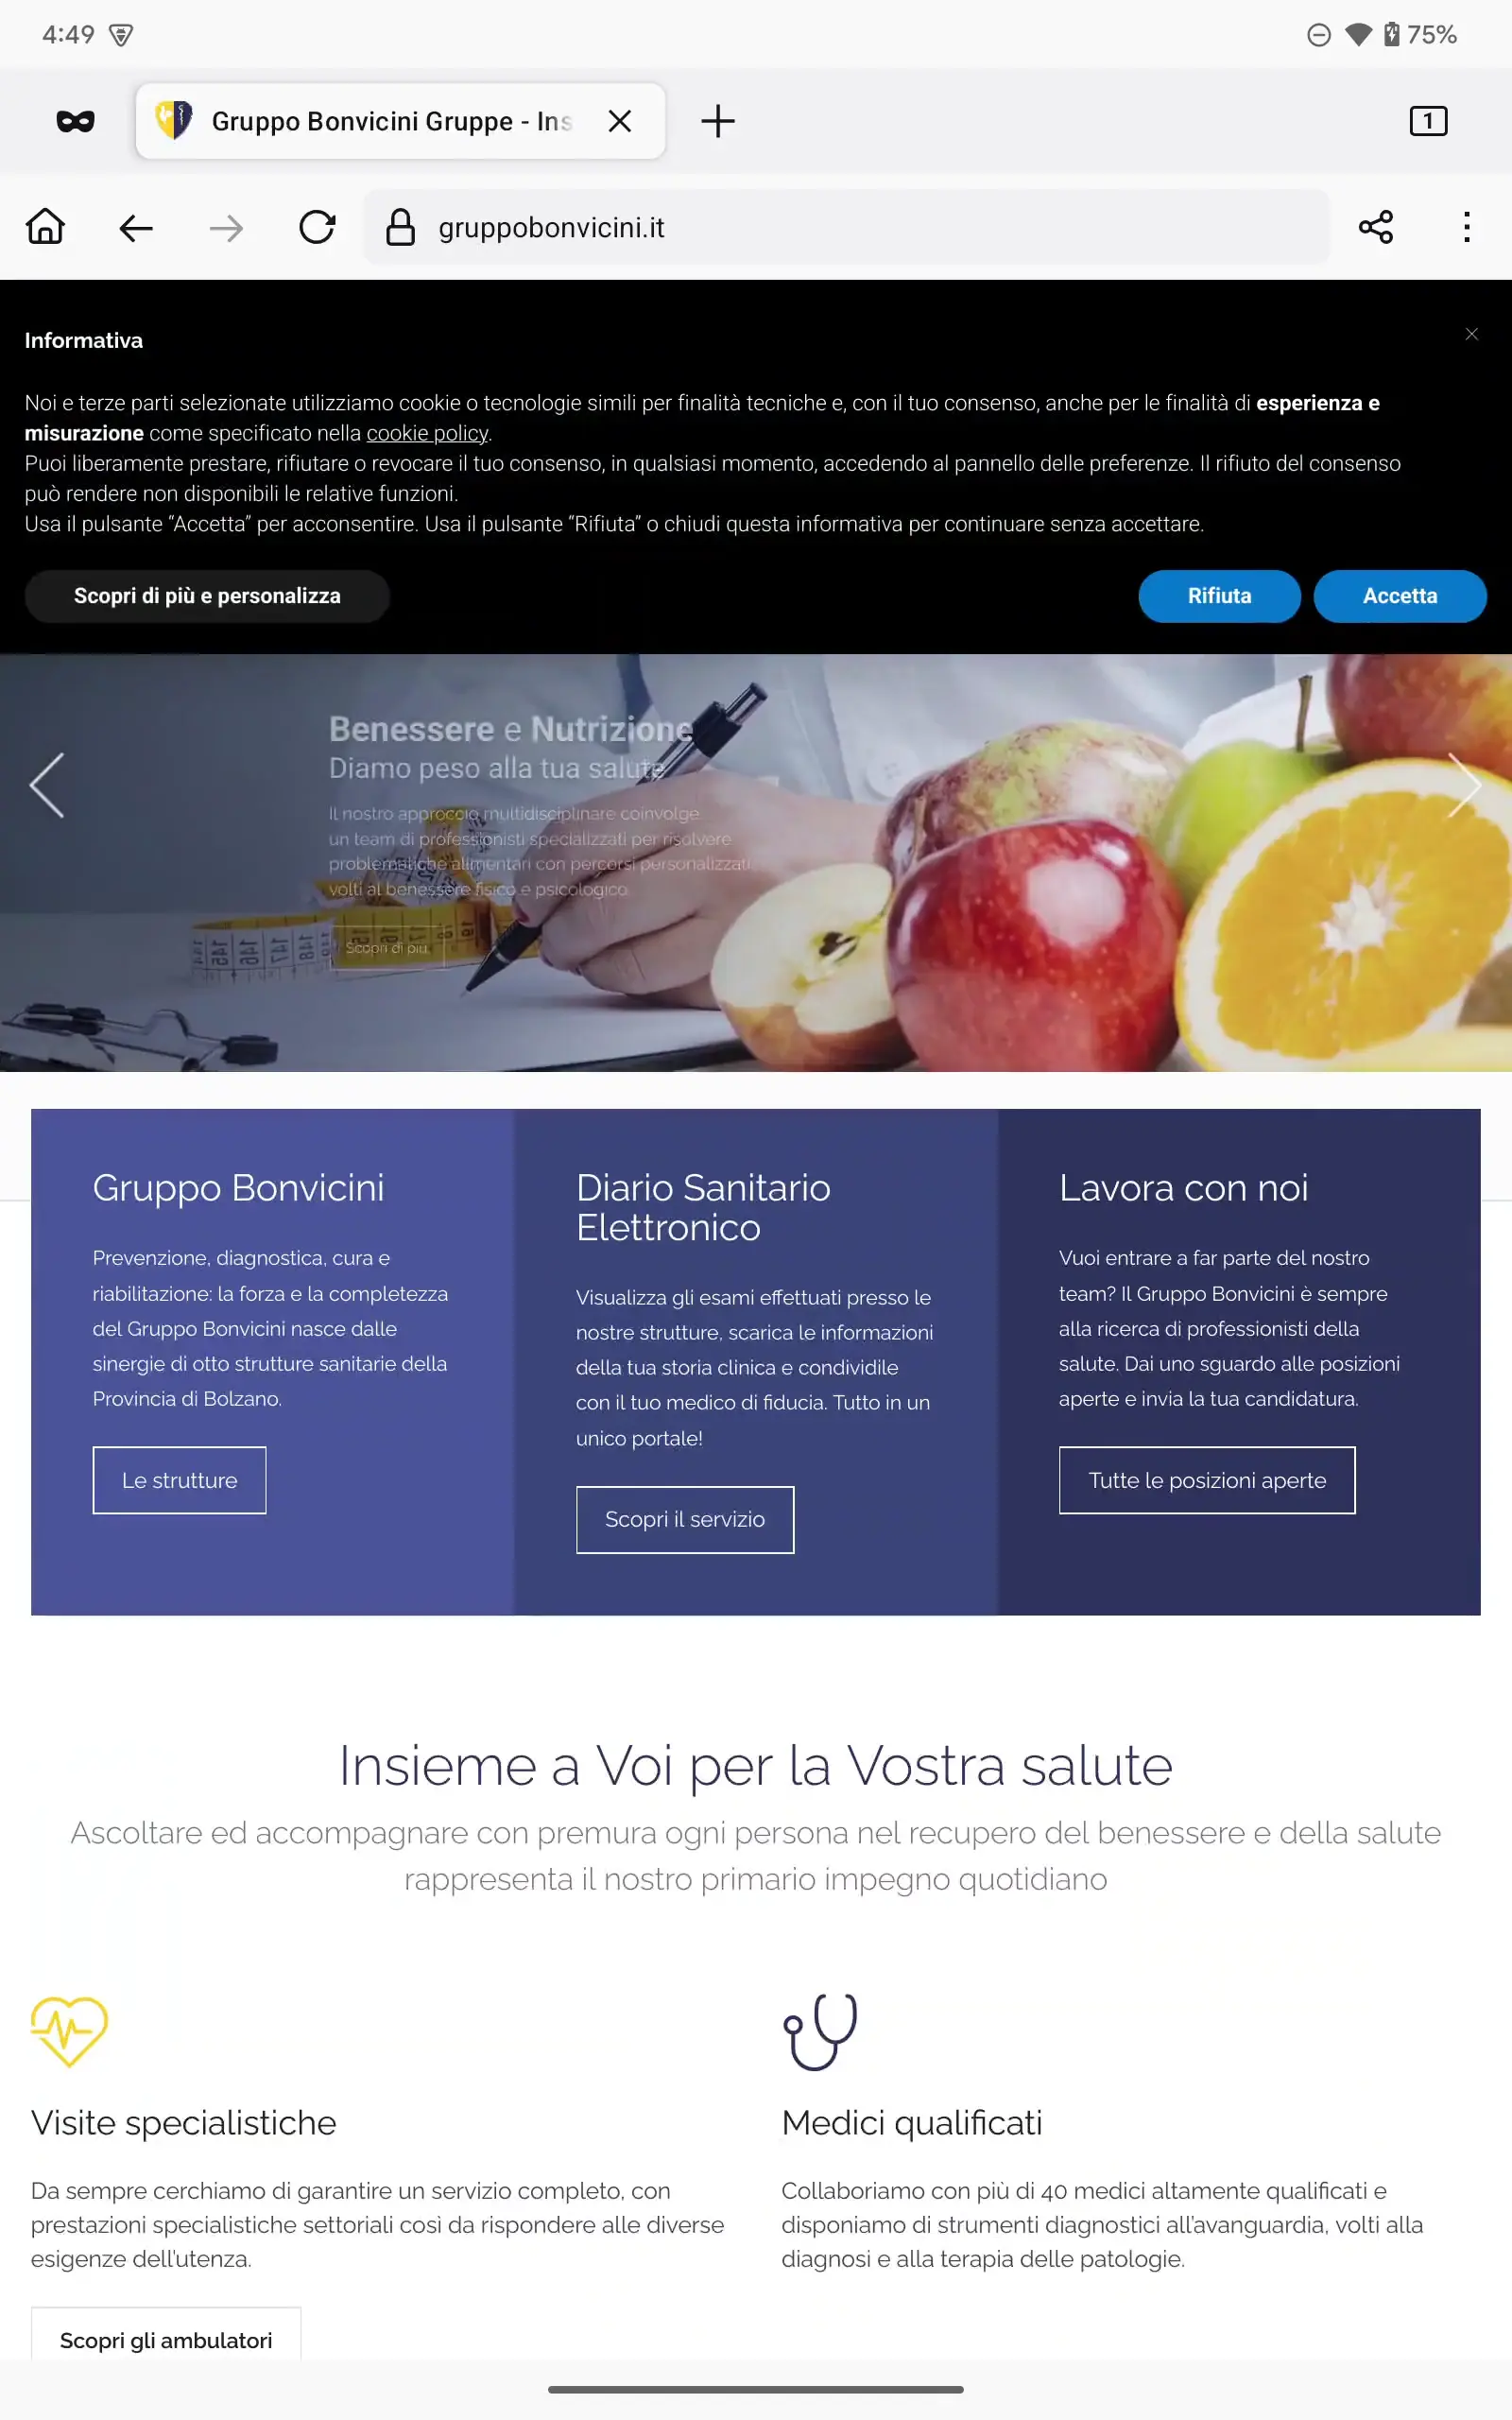 4:49
75%
Gruppo Bonvicini Gruppe - Ins
1
gruppobonvicini.it
Informativa
Noi e terze parti selezionate utilizziamo cookie o tecnologie simili per finalità tecniche e, con il tuo consenso, anche per le finalità di esperienza e
misurazione come specificato nella cookie policy.
Puoi liberamente prestare, rifiutare o revocare il tuo consenso, in qualsiasi momento, accedendo al pannello delle preferenze. Il rifiuto del consenso
può rendere non disponibili le relative funzioni.
Usa il pulsante “Accetta” per acconsentire. Usa il pulsante “Rifiuta” o chiudi questa informativa per continuare senza accettare.
Scopri di più e personalizza
Rifiuta
Accetta
Benessere e Nutrizione
Diamo peso alla tua salute
Il nostro approccio multidisciplinare coinvolge
un team di professionisti specializzati per risolvere
problematiche alimentari con percorsi personalizzati
volti al benessere fisico e psicologico
Scopri di più
Gruppo Bonvicini
Prevenzione, diagnostica, cura e
riabilitazione: la forza e la completezza
del Gruppo Bonvicini nasce dalle
sinergie di otto strutture sanitarie della
Provincia di Bolzano.
Le strutture
Diario Sanitario
Elettronico
Visualizza gli esami effettuati presso le
nostre strutture, scarica le informazioni
della tua storia clinica e condividile
con il tuo medico di fiducia. Tutto in un
unico portale!
Scopri il servizio
Lavora con noi
Vuoi entrare a far parte del nostro
team? Il Gruppo Bonvicini è sempre
alla ricerca di professionisti della
salute. Dai uno sguardo alle posizioni
aperte e invia la tua candidatura.
Tutte le posizioni aperte
Insieme a Voi per la Vostra salute
Ascoltare ed accompagnare con premura ogni persona nel recupero del benessere e della salute
rappresenta il nostro primario impegno quotidiano
Visite specialistiche
Da sempre cerchiamo di garantire un servizio completo, con
prestazioni specialistiche settoriali così da rispondere alle diverse
esigenze dell'utenza.
Scopri gli ambulatori
Medici qualificati
Collaboriamo con più di 40 medici altamente qualificati e
disponiamo di strumenti diagnostici all'avanguardia, volti alla
diagnosi e alla terapia delle patologie.